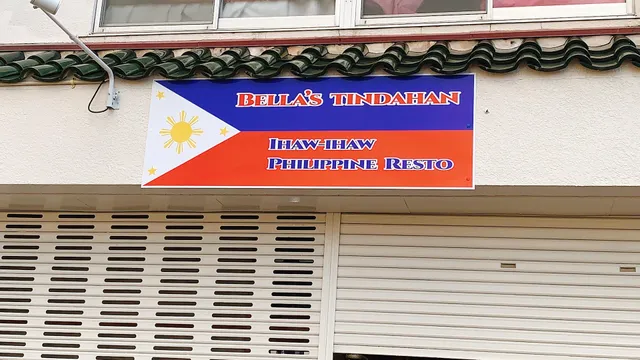 BELLA'S TINDAHAN
IHAW-IHAW
PHILIPPINE RESTO